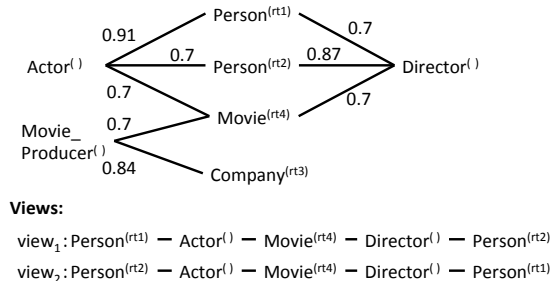 Person(rt1)
0.91 0.7
0.7 0.87
Actor( ) Person(rt2) Director( )
0.7 0.7
0.7 Movie(rt4)
Movie_
Producer( )
0.84
Company(rt3)
Views:
view1: Person(rt1) — Actor( ) — Movie(rt4) — Director( ) — Person(rt2)
view2: Person(rt2) — Actor( ) — Movie(rt4) — Director( ) — Person(rt1)